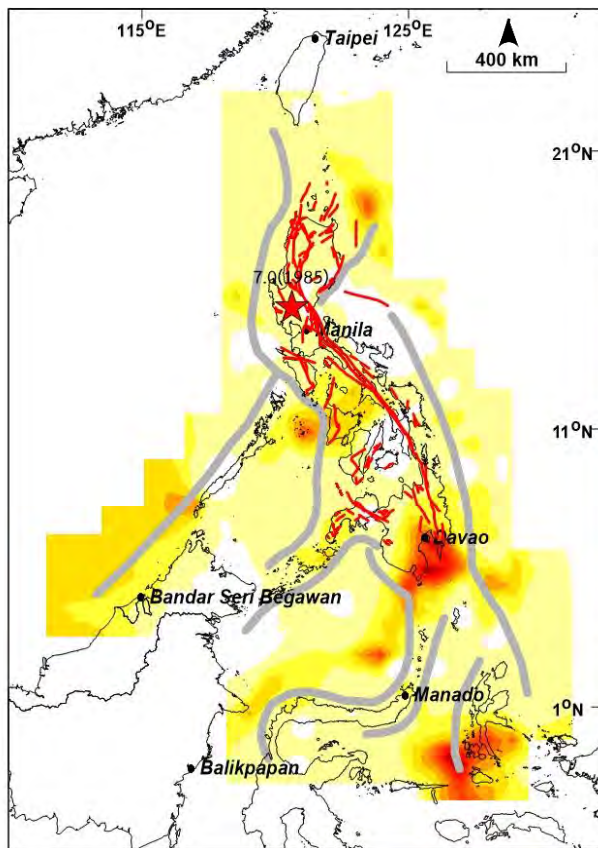 115°E
125°E
Taipei
400 km
21°N
7.0(1985)
Manila
11°N
Davao
Bandar Seri Begawan
Manado
1°N
Balikpapan